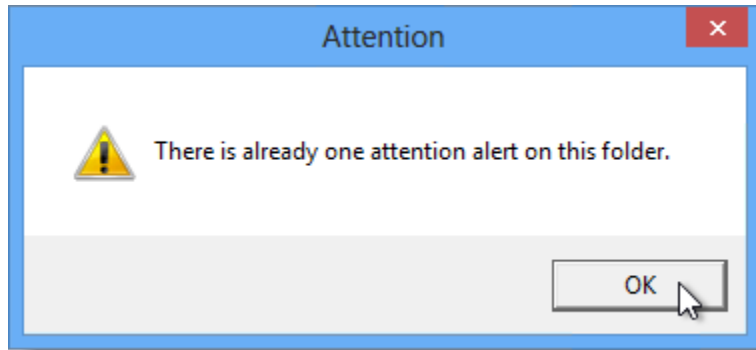 Attention
There is already one attention alert on this folder.
OK